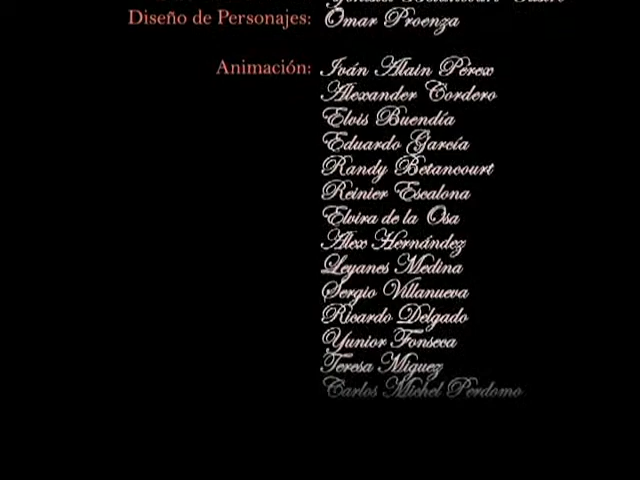 Diseño de Personajes: Omar Proenza
Animación: Iván Alain Pérez
Alexander Cordero
Elvis Buendía
Eduardo García
Randy Betancourt
Reinier Escalona
Elvira de la Osa
Alex Hernández
Leyanes Medina
Sergio Villanueva
Ricardo Delgado
Yunior Fonseca
Teresa Miguez
Carlos Michel Perdomo